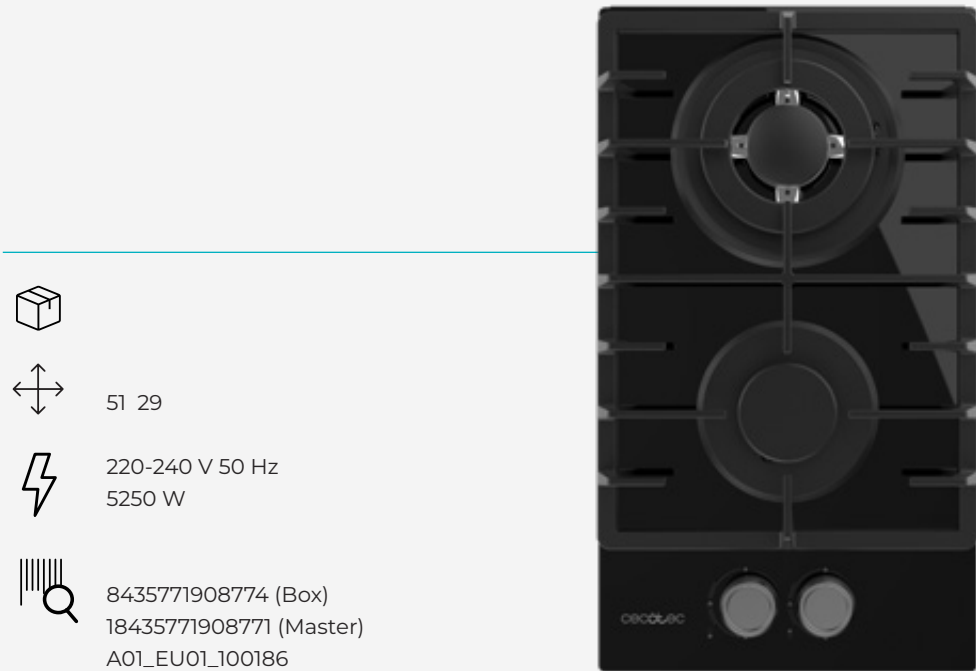 51 29
220-240 V 50 Hz
5250 W
8435771908774 (Box)
18435771908771 (Master)
A01_EU01_100186
cecotec